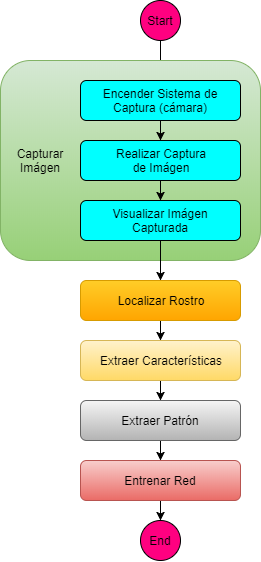 Start
Encender Sistema de
Captura (cámara)
Capturar
Imágen
Realizar Captura
de Imágen
Visualizar Imágen
Capturada
Localizar Rostro
Extraer Características
Extraer Patrón
Entrenar Red
End